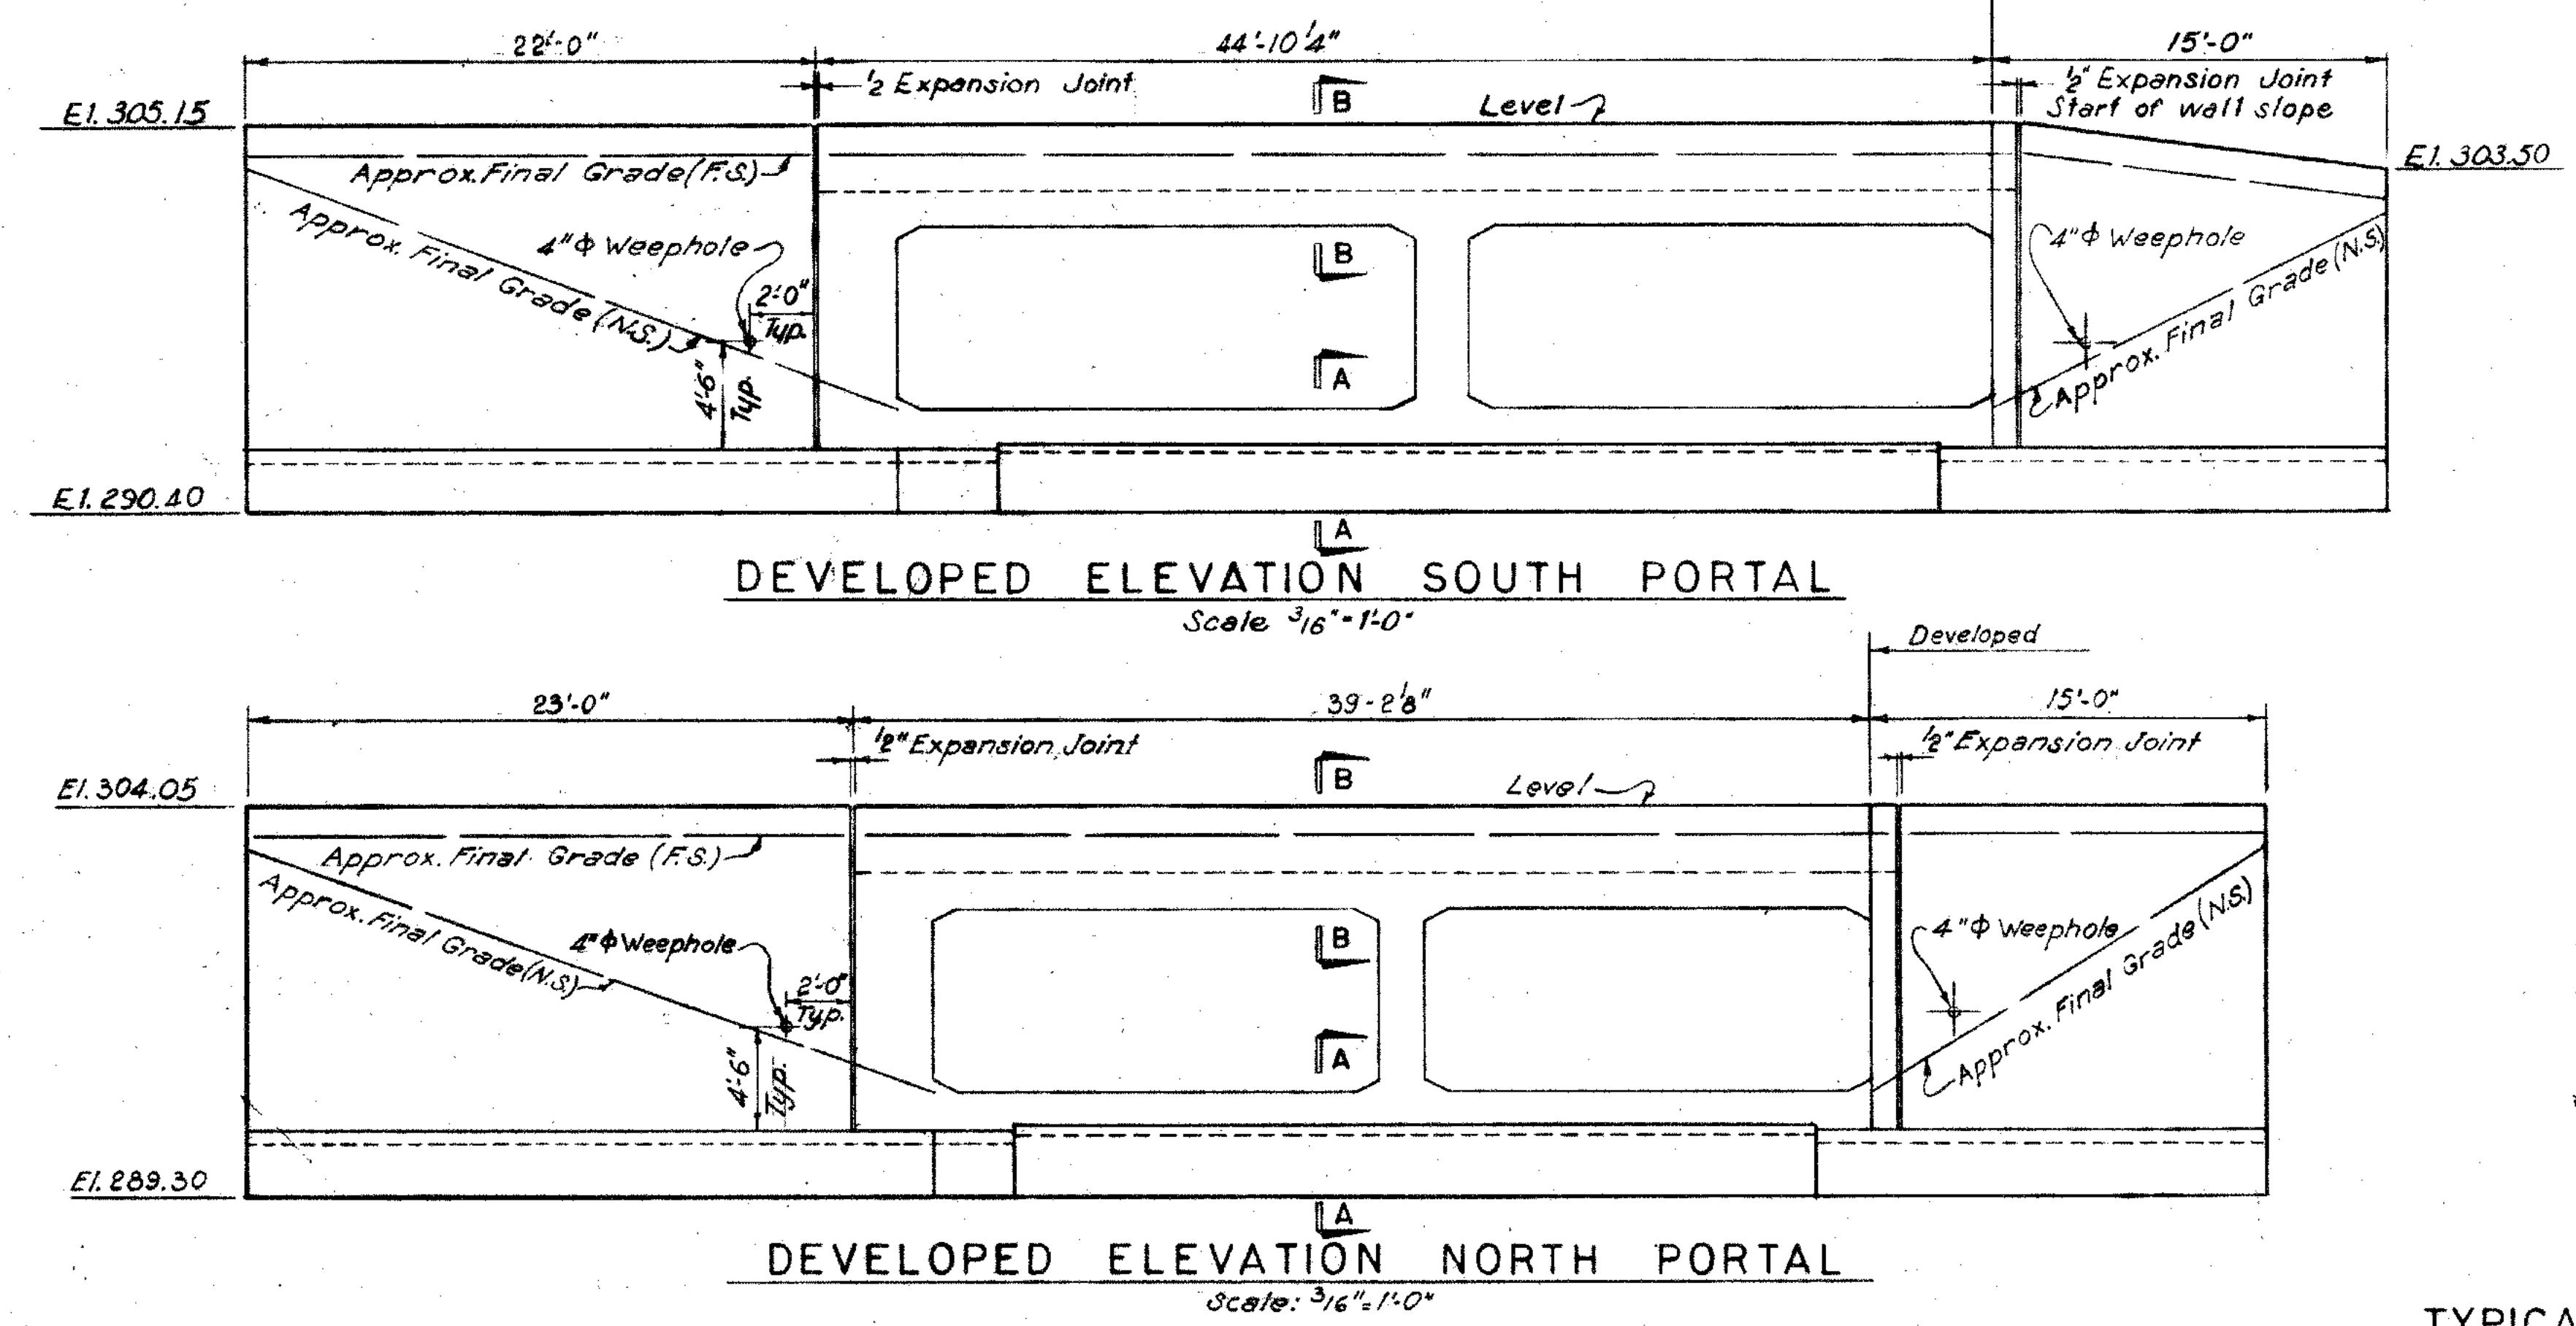 22'-0" 44'-10¼" 15'-0"
½ Expansion Joint
½" Expansion Joint
Start of wall slope
B
Level
El. 305.15
El. 303.50
Approx. Final Grade (F.S.)
Approx. Final Grade (N.S.)
4"Φ Weephole
2'-0"
Typ.
4'-6"
Typ.
B
A
4"Φ Weephole
Approx. Final Grade (N.S.)
El. 290.40
A
DEVELOPED ELEVATION SOUTH PORTAL
Scale 3/16" = 1'-0"
Developed
23'-0" 39-2⅛" 15'-0"
½" Expansion Joint
½" Expansion Joint
B
Level
El. 304.05
Approx. Final Grade (F.S.)
Approx. Final Grade (N.S.)
4"Φ Weephole
2'-0"
Typ.
4'-6"
Typ.
B
A
4"Φ Weephole
Approx. Final Grade (N.S.)
El. 289.30
A
DEVELOPED ELEVATION NORTH PORTAL
Scale: 3/16" = 1'-0"